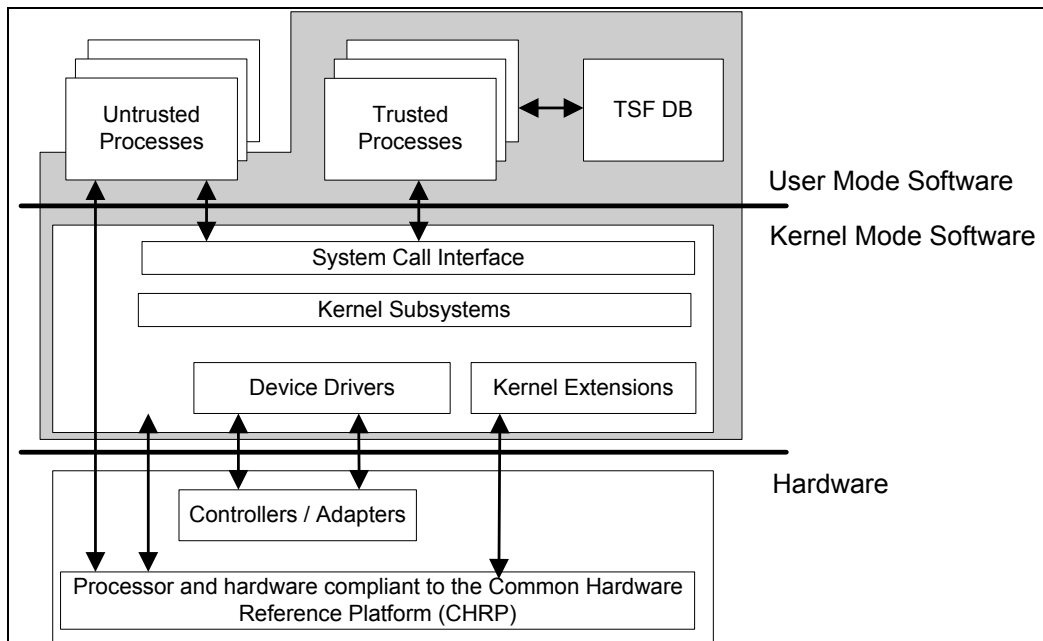 Untrusted
Processes
Trusted
Processes
TSF DB
User Mode Software
Kernel Mode Software
System Call Interface
Kernel Subsystems
Device Drivers
Kernel Extensions
Hardware
Controllers / Adapters
Processor and hardware compliant to the Common Hardware
Reference Platform (CHRP)